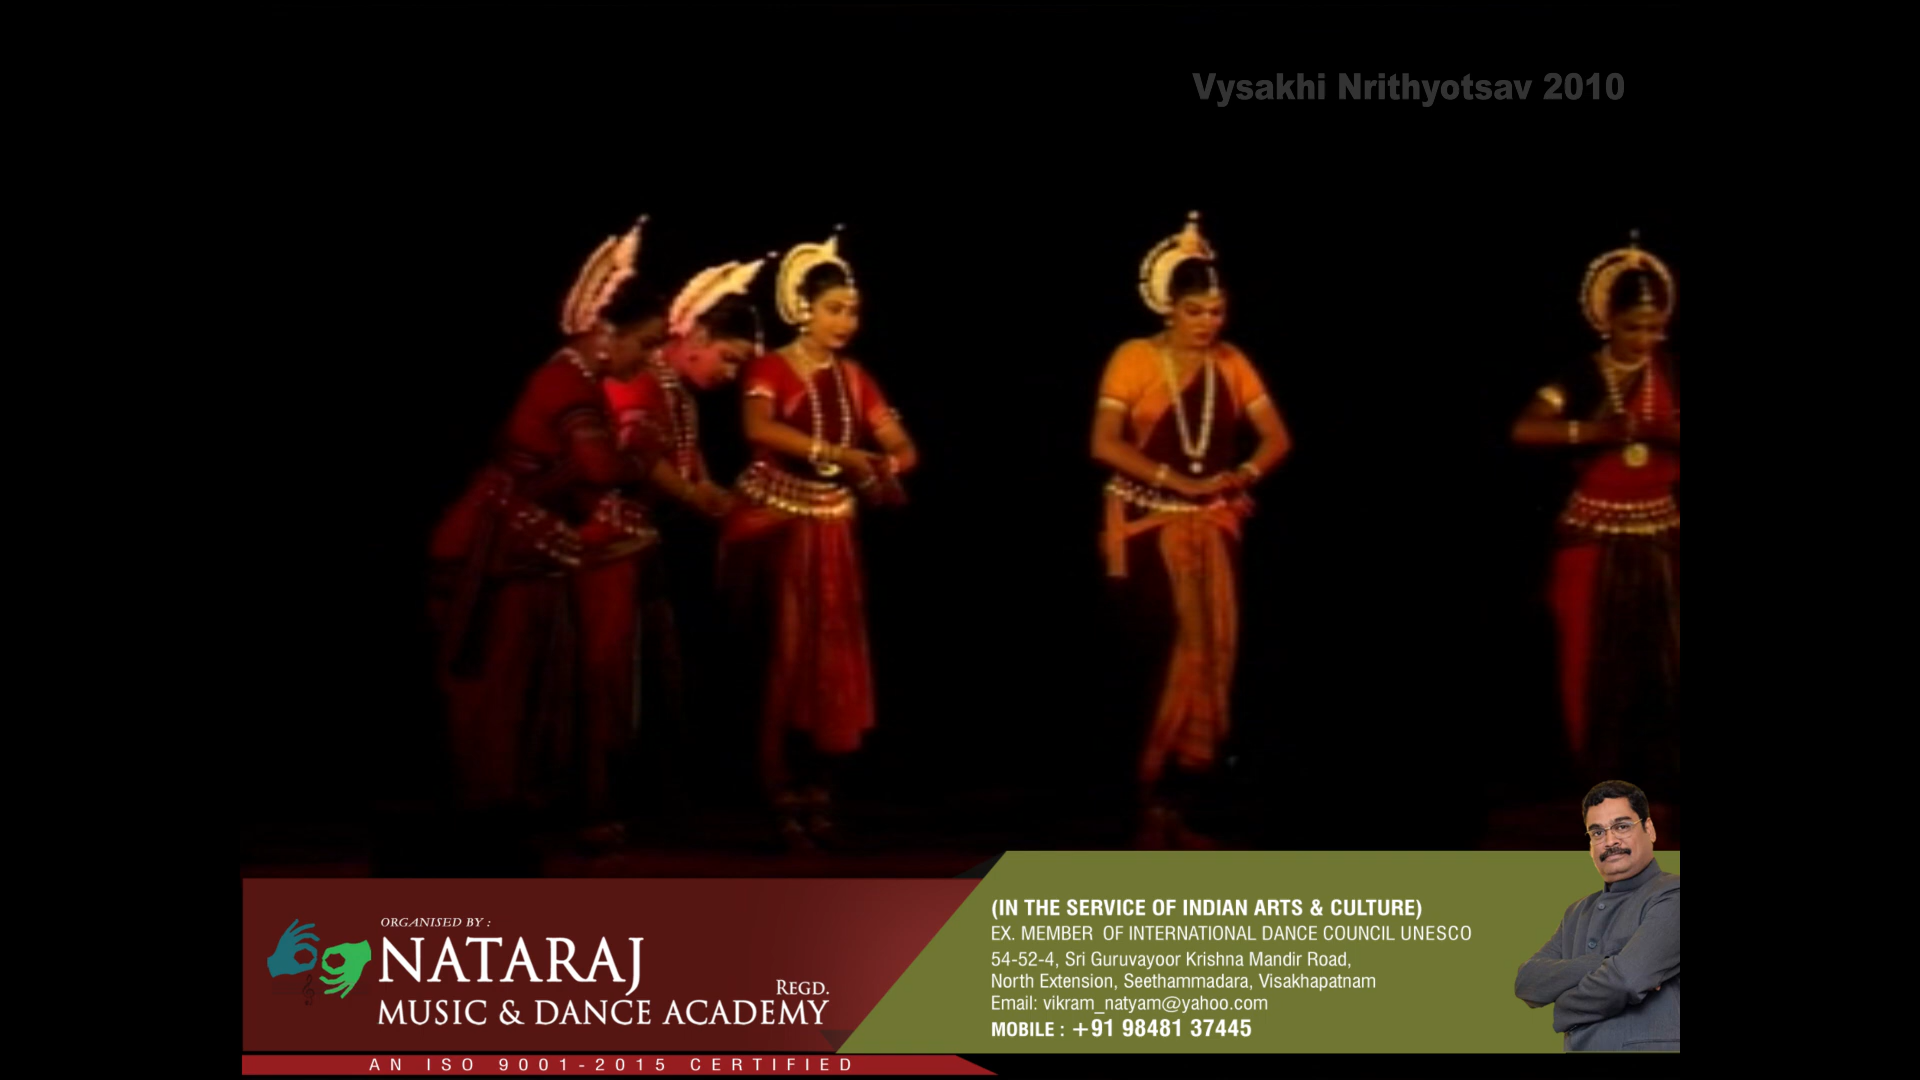 Vysakhi Nrithyotsav 2010
ORGANISED BY :
NATARAJ
REGD.
MUSIC & DANCE ACADEMY
AN ISO 9001-2015 CERTIFIED
(IN THE SERVICE OF INDIAN ARTS & CULTURE)
EX. MEMBER OF INTERNATIONAL DANCE COUNCIL UNESCO
54-52-4, Sri Guruvayoor Krishna Mandir Road,
North Extension, Seethammadara, Visakhapatnam
Email: vikram_natyam@yahoo.com
MOBILE : +91 98481 37445